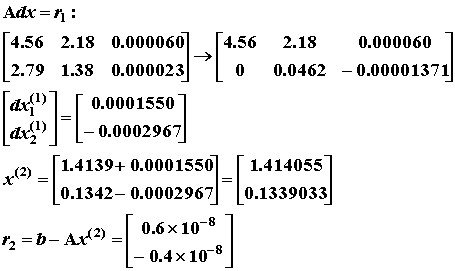 Adx = r₁ :
[4.56 2.18 0.000060; 2.79 1.38 0.000023] → [4.56 2.18 0.000060; 0 0.0462 −0.00001371]
[dx₁⁽¹⁾; dx₂⁽¹⁾] = [0.0001550; −0.0002967]
x⁽²⁾ = [1.4139+ 0.0001550; 0.1342− 0.0002967] = [1.414055; 0.1339033]
r₂ = b − Ax⁽²⁾ = [0.6×10⁻⁸; −0.4×10⁻⁸]